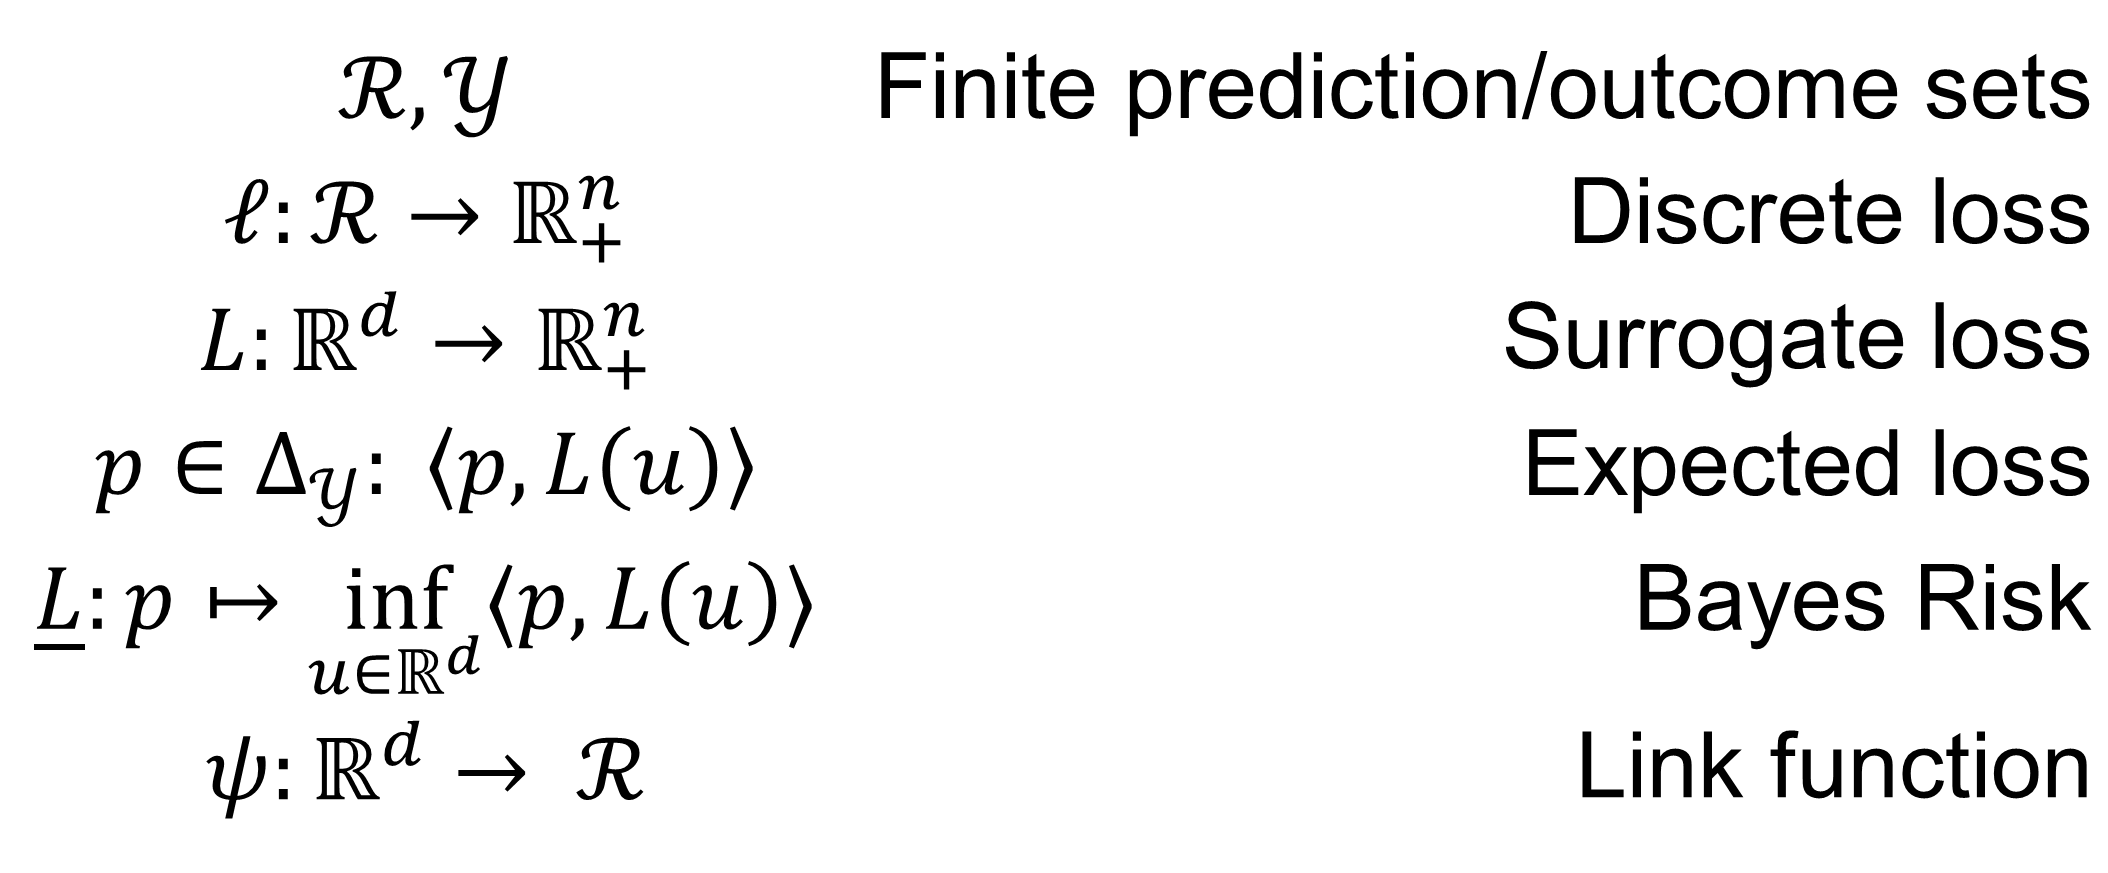 ℛ, 𝒴 Finite prediction/outcome sets
ℓ: ℛ → ℝ₊ⁿ Discrete loss
L: ℝᵈ → ℝ₊ⁿ Surrogate loss
p ∈ Δ_𝒴: ⟨p, L(u)⟩ Expected loss
L̲: p ↦ inf_{u∈ℝᵈ} ⟨p, L(u)⟩ Bayes Risk
ψ: ℝᵈ → ℛ Link function